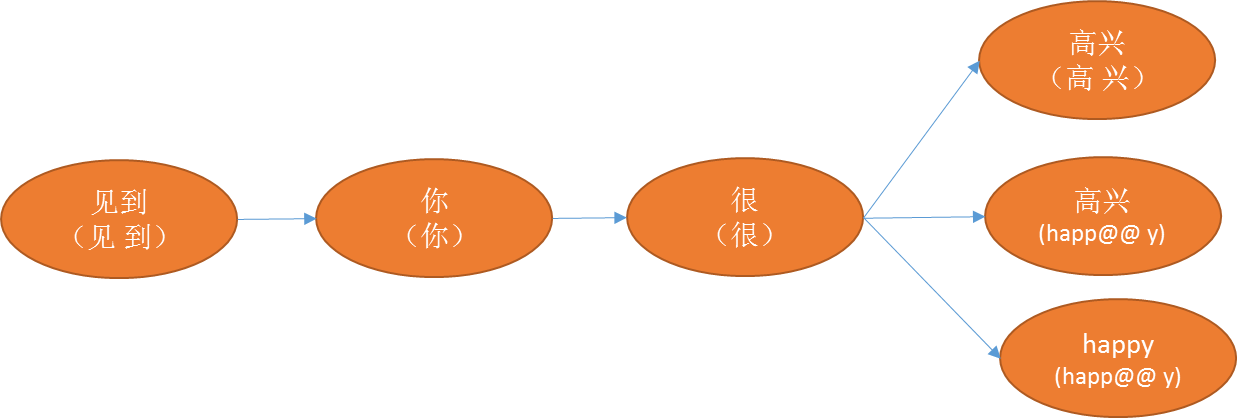 见到
（见 到）
你
（你）
很
（很）
高兴
（高 兴）
高兴
(happ@@ y)
happy
(happ@@ y)